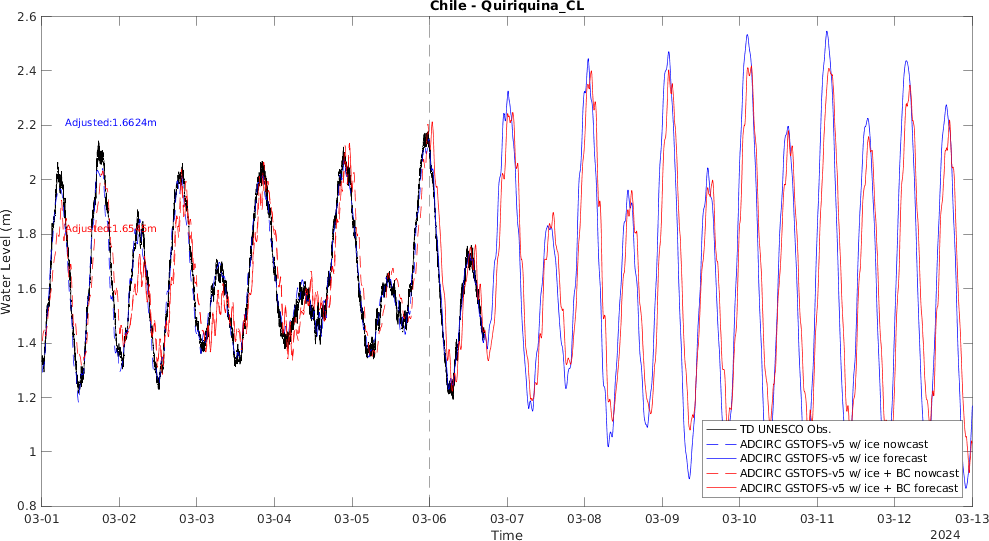 Chile - Quiriquina_CL
2.6
2.4
2.2
2
1.8
1.6
1.4
1.2
1
0.8
Water Level (m)
Adjusted:1.6624m
TD UNESCO Obs.
ADCIRC GSTOFS-v5 w/ ice nowcast
ADCIRC GSTOFS-v5 w/ ice forecast
ADCIRC GSTOFS-v5 w/ ice + BC nowcast
ADCIRC GSTOFS-v5 w/ ice + BC forecast
03-01 03-02 03-03 03-04 03-05 03-06 03-07 03-08 03-09 03-10 03-11 03-12 03-13
Time
2024